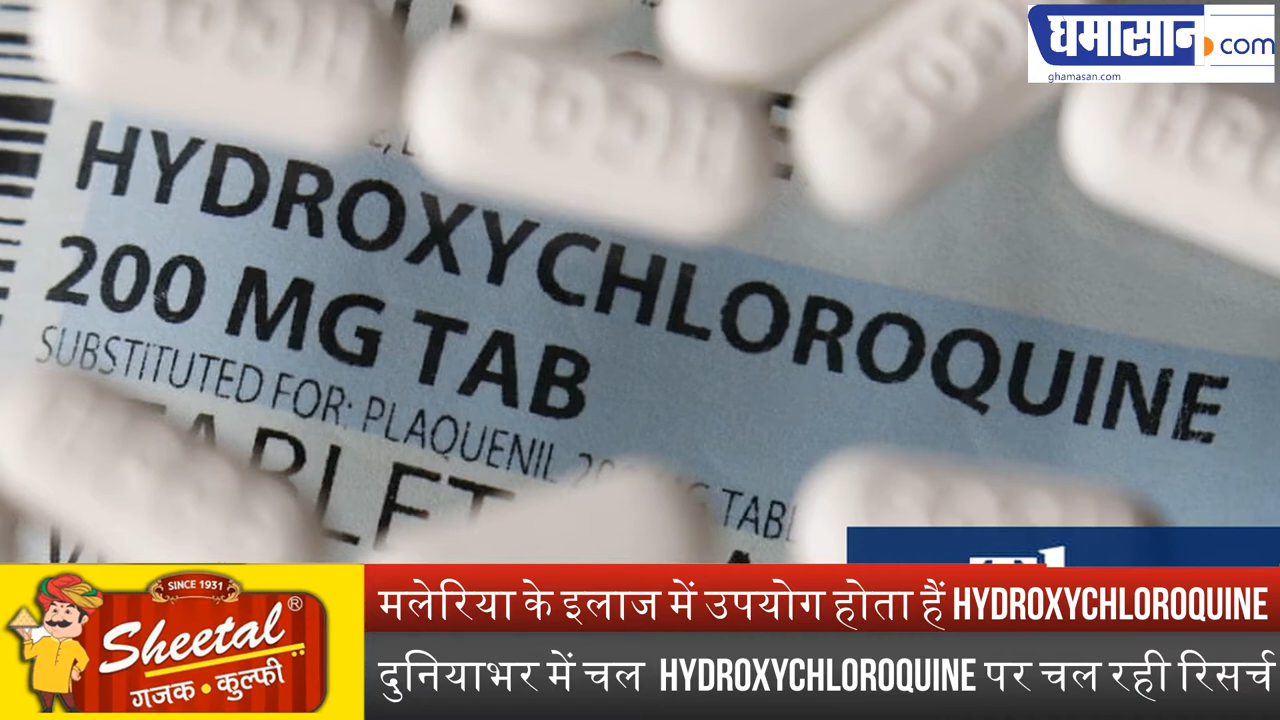 घमासान.com
ghamasan.com
HYDROXYCHLOROQUINE
200 MG TAB
SUBSTITUTED FOR: PLAQUENIL
SINCE 1931
Sheetal®
गजक • कुल्फी
मलेरिया के इलाज में उपयोग होता हैं HYDROXYCHLOROQUINE
दुनियाभर में चल HYDROXYCHLOROQUINE पर चल रही रिसर्च